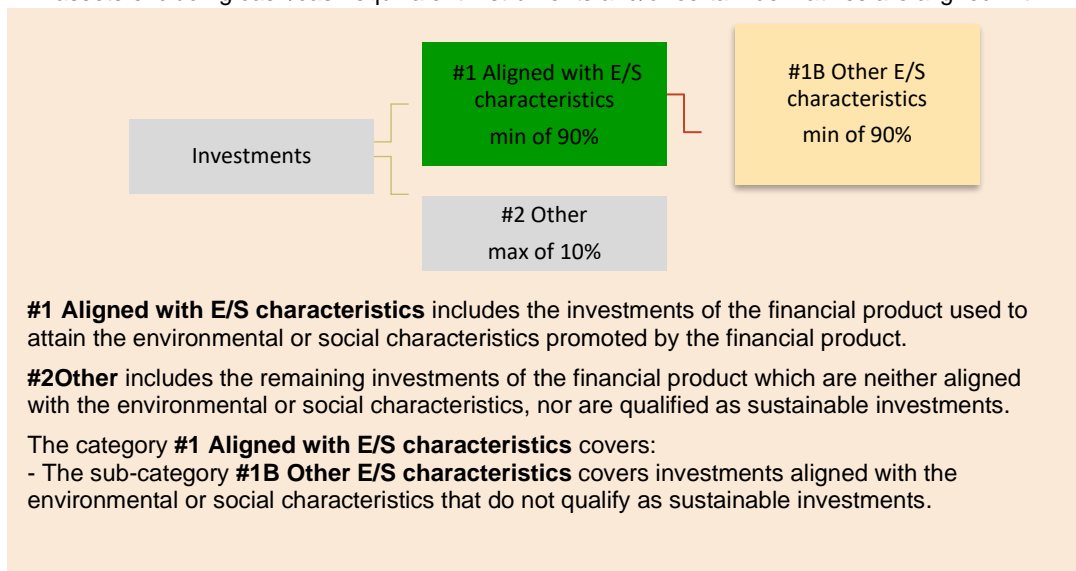 #1 Aligned with E/S
characteristics
min of 90%
#1B Other E/S
characteristics
min of 90%
Investments
#2 Other
max of 10%
#1 Aligned with E/S characteristics includes the investments of the financial product used to
attain the environmental or social characteristics promoted by the financial product.
#2Other includes the remaining investments of the financial product which are neither aligned
with the environmental or social characteristics, nor are qualified as sustainable investments.
The category #1 Aligned with E/S characteristics covers:
- The sub-category #1B Other E/S characteristics covers investments aligned with the
environmental or social characteristics that do not qualify as sustainable investments.